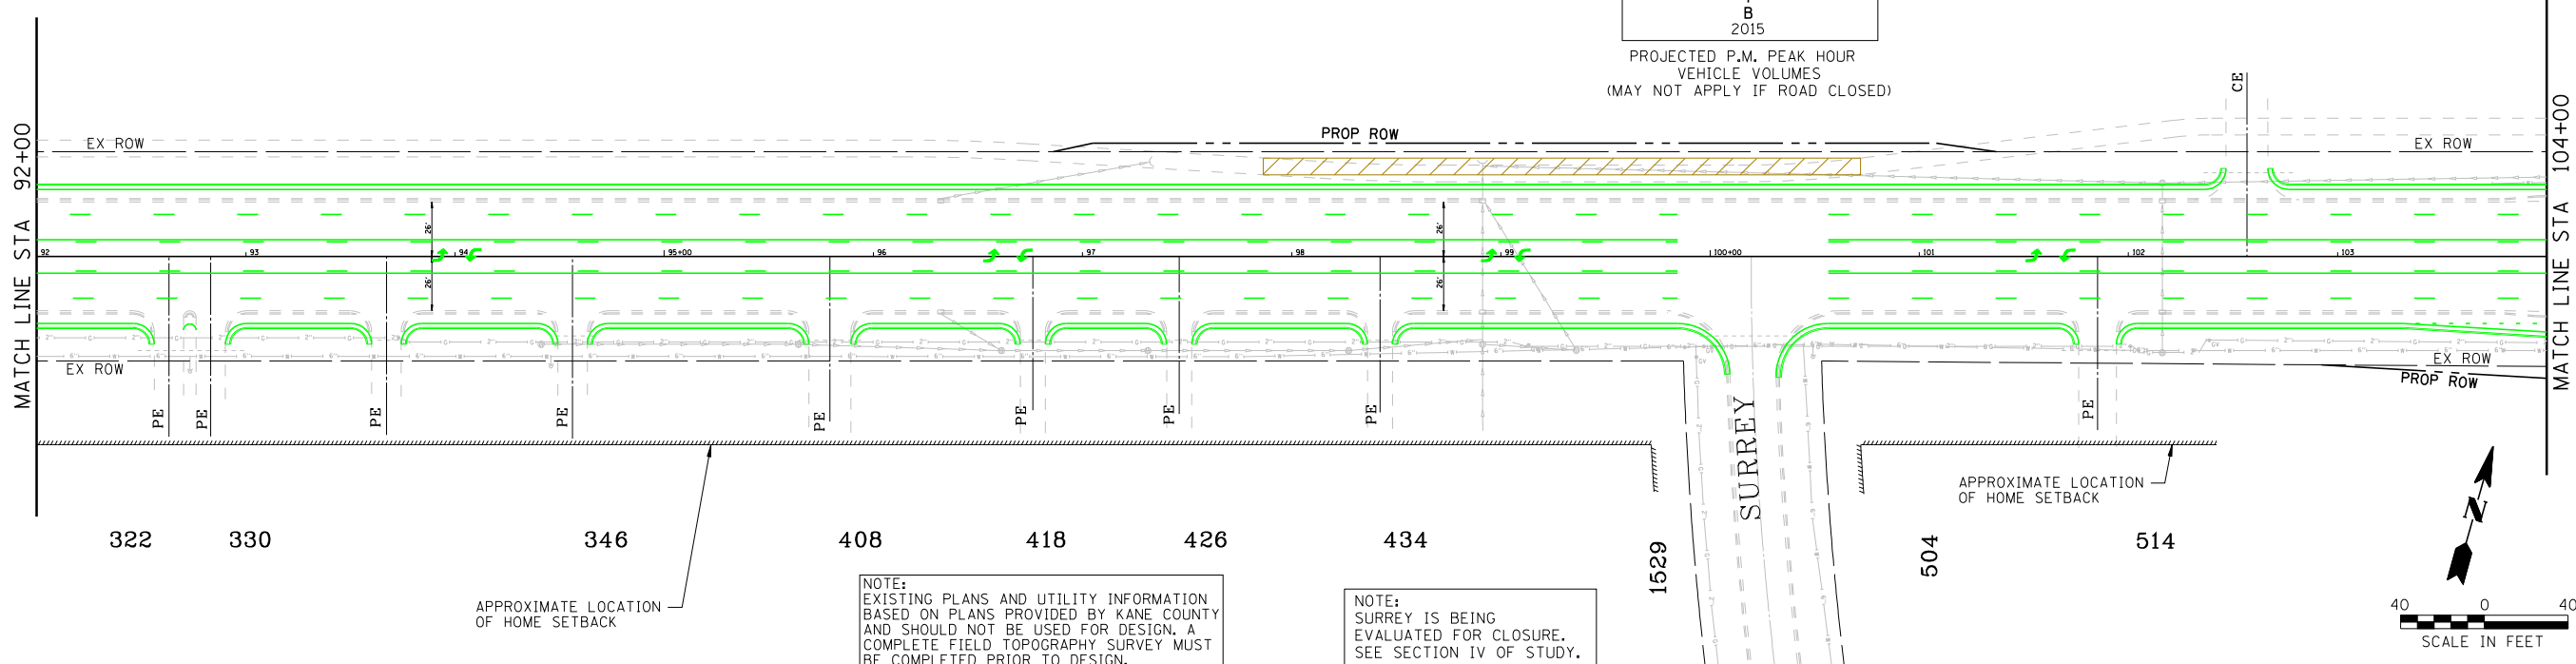 B
2015
PROJECTED P.M. PEAK HOUR
VEHICLE VOLUMES
(MAY NOT APPLY IF ROAD CLOSED)
MATCH LINE STA 92+00
MATCH LINE STA 104+00
EX ROW
PROP ROW
EX ROW
CE
26'
26'
26'
26'
92
93
94
95+00
96
97
98
99
100+00
101
102
103
EX ROW
EX ROW
PROP ROW
PE
PE
PE
PE
PE
PE
PE
PE
PE
SURREY
APPROXIMATE LOCATION
OF HOME SETBACK
322
330
346
408
418
426
434
1529
504
514
APPROXIMATE LOCATION
OF HOME SETBACK
NOTE:
EXISTING PLANS AND UTILITY INFORMATION
BASED ON PLANS PROVIDED BY KANE COUNTY
AND SHOULD NOT BE USED FOR DESIGN. A
COMPLETE FIELD TOPOGRAPHY SURVEY MUST
BE COMPLETED PRIOR TO DESIGN.
NOTE:
SURREY IS BEING
EVALUATED FOR CLOSURE.
SEE SECTION IV OF STUDY.
N
40 0 40
SCALE IN FEET